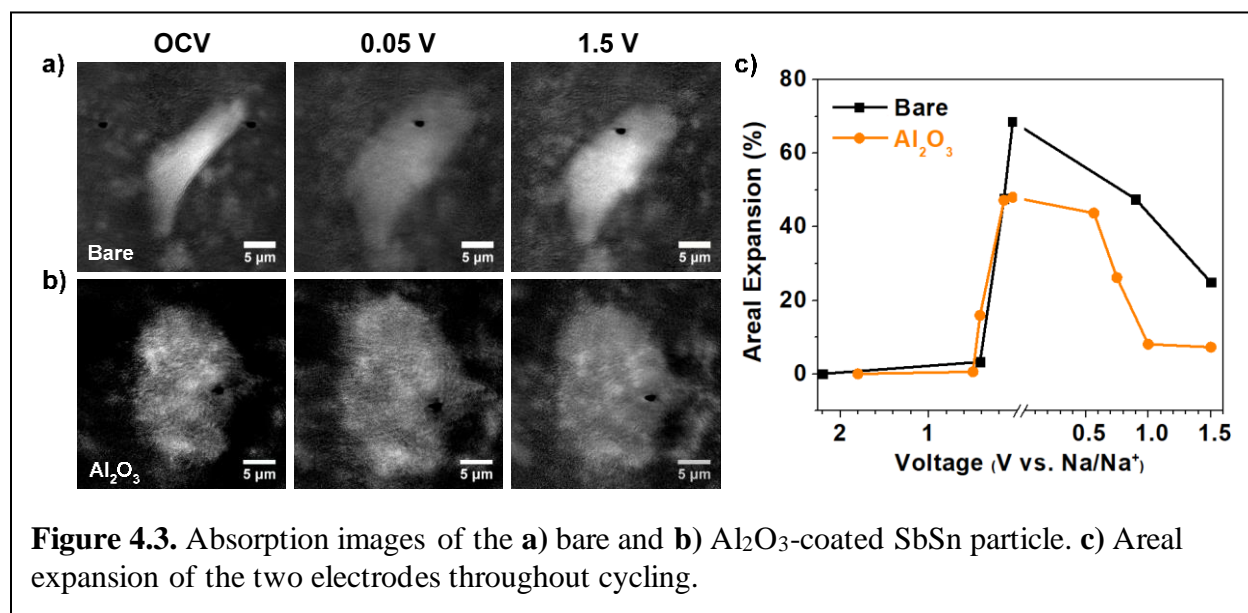 OCV 0.05 V 1.5 V
a)
Bare
5 µm
5 µm
5 µm
b)
Al₂O₃
5 µm
5 µm
5 µm
c)
Bare
Al₂O₃
Areal Expansion (%)
80
60
40
20
0
2 1 0.5 1.0 1.5
Voltage (V vs. Na/Na⁺)
Figure 4.3. Absorption images of the a) bare and b) Al₂O₃-coated SbSn particle. c) Areal
expansion of the two electrodes throughout cycling.